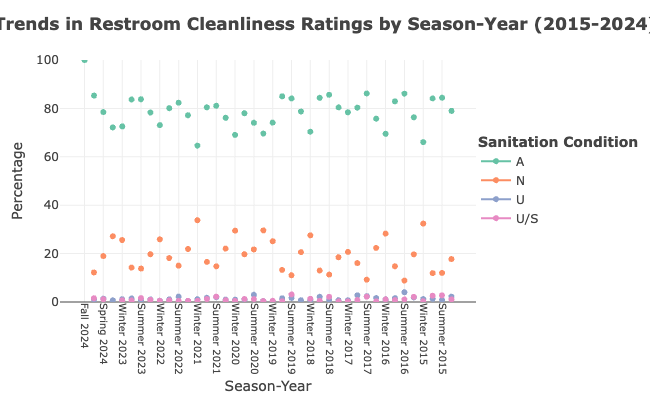 Trends in Restroom Cleanliness Ratings by Season-Year (2015-2024)
100
80
60
40
20
0
Percentage
Fall 2024
Spring 2024
Winter 2023
Summer 2023
Summer 2022
Winter 2022
Winter 2021
Summer 2021
Winter 2020
Summer 2020
Winter 2019
Summer 2019
Winter 2018
Summer 2018
Winter 2017
Summer 2017
Winter 2016
Summer 2016
Winter 2015
Summer 2015
Season-Year
Sanitation Condition
A
N
U
U/S